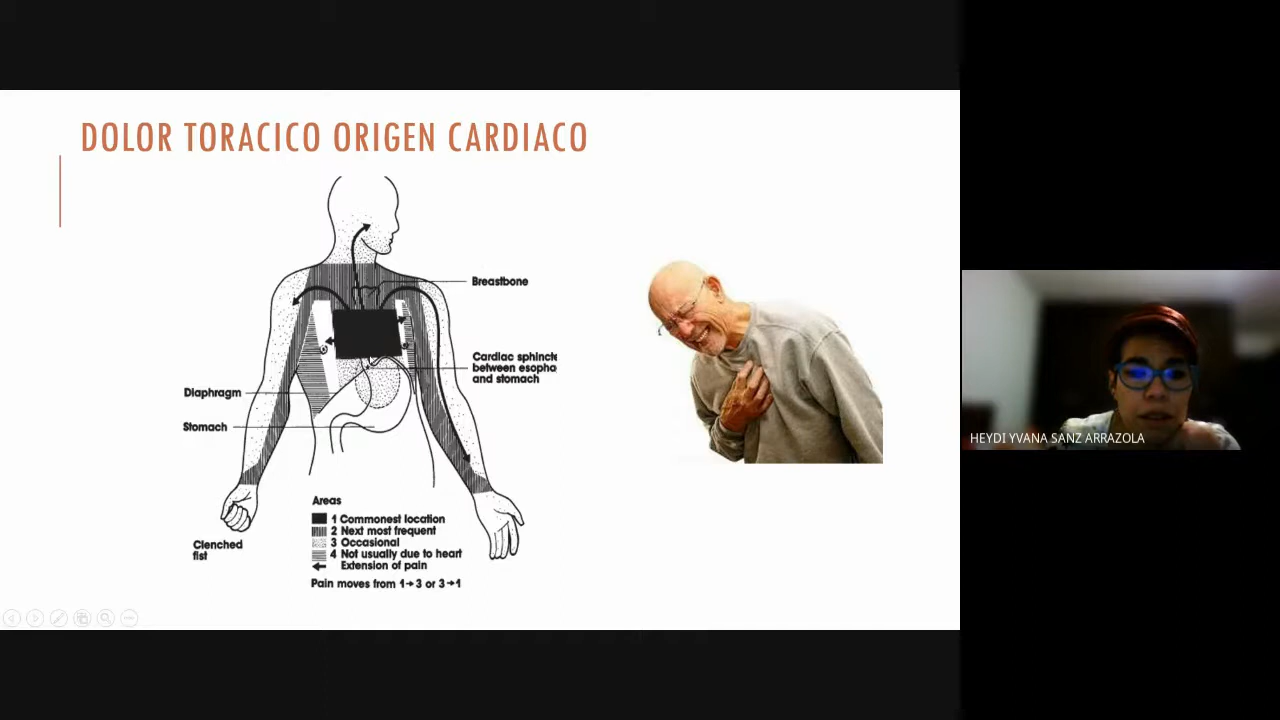 DOLOR TORACICO ORIGEN CARDIACO
Breastbone
Cardiac sphincte
between esopha
and stomach
Diaphragm
Stomach
Areas
1 Commonest location
2 Next most frequent
3 Occasional
4 Not usually due to heart
Extension of pain
Pain moves from 1→3 or 3→1
Clenched
fist
HEYDI YVANA SANZ ARRAZOLA